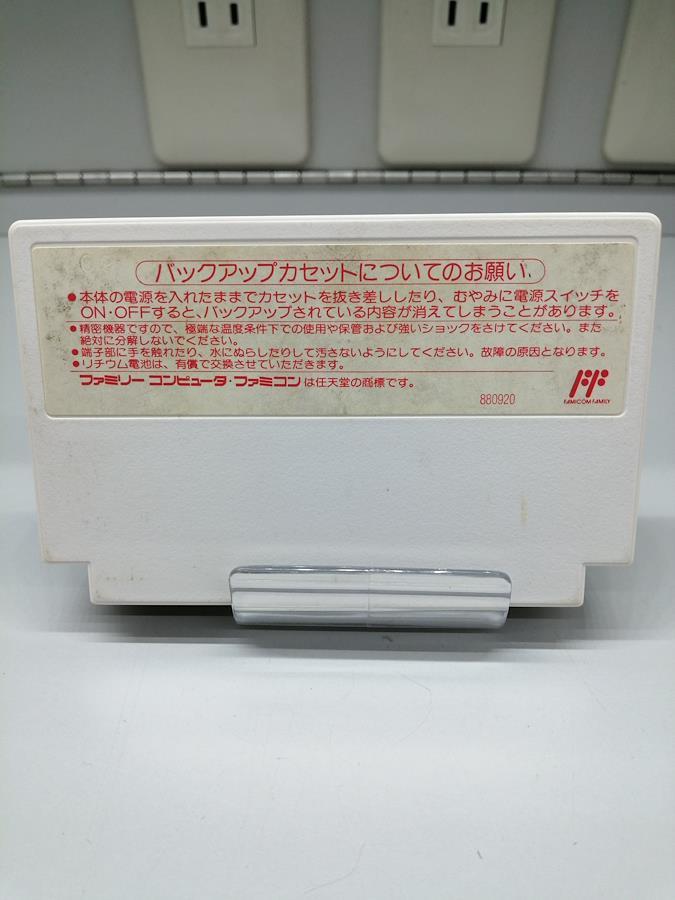 バックアップカセットについてのお願い
●本体の電源を入れたままでカセットを抜き差ししたり、むやみに電源スイッチを
ON・OFFすると、バックアップされている内容が消えてしまうことがあります。
●精密機器ですので、極端な温度条件下での使用や保管および強いショックをさけてください。また
絶対に分解しないでください。
●端子部に手を触れたり、水にぬらしたりして汚さないようにしてください。故障の原因となります。
●リチウム電池は、有償で交換させていただきます。
ファミリー コンピュータ・ファミコンは任天堂の商標です。
880920
FAMICOM FAMILY